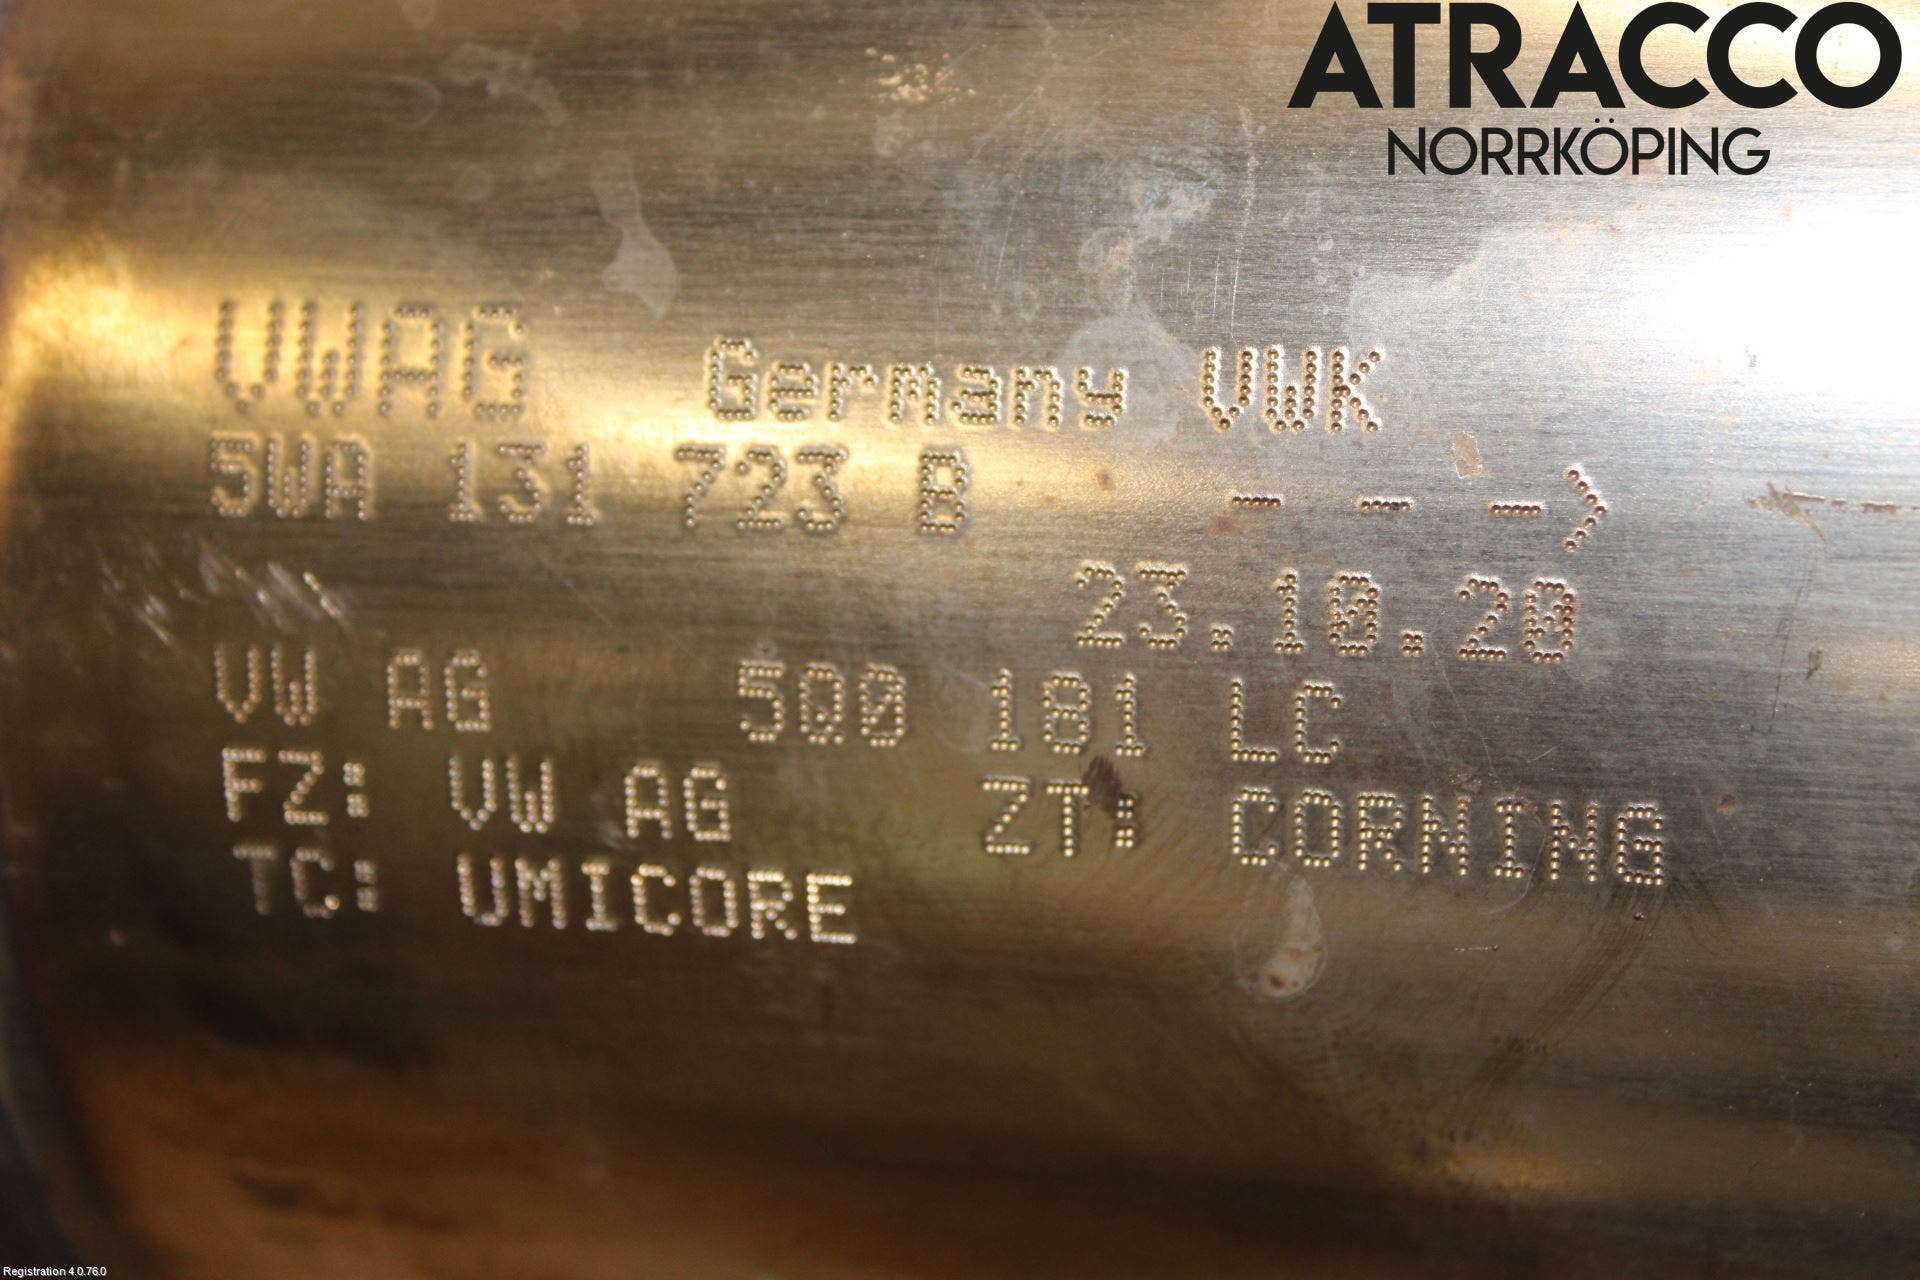 ATRACCO
NORRKÖPING
VWAG Germany VWK
5WA 131 723 B - - ->
23.10.20
VW AG 5Q0 181 LC
FZ: VW AG ZT: CORNING
TC: UMICORE
Registration 4.0.76.0